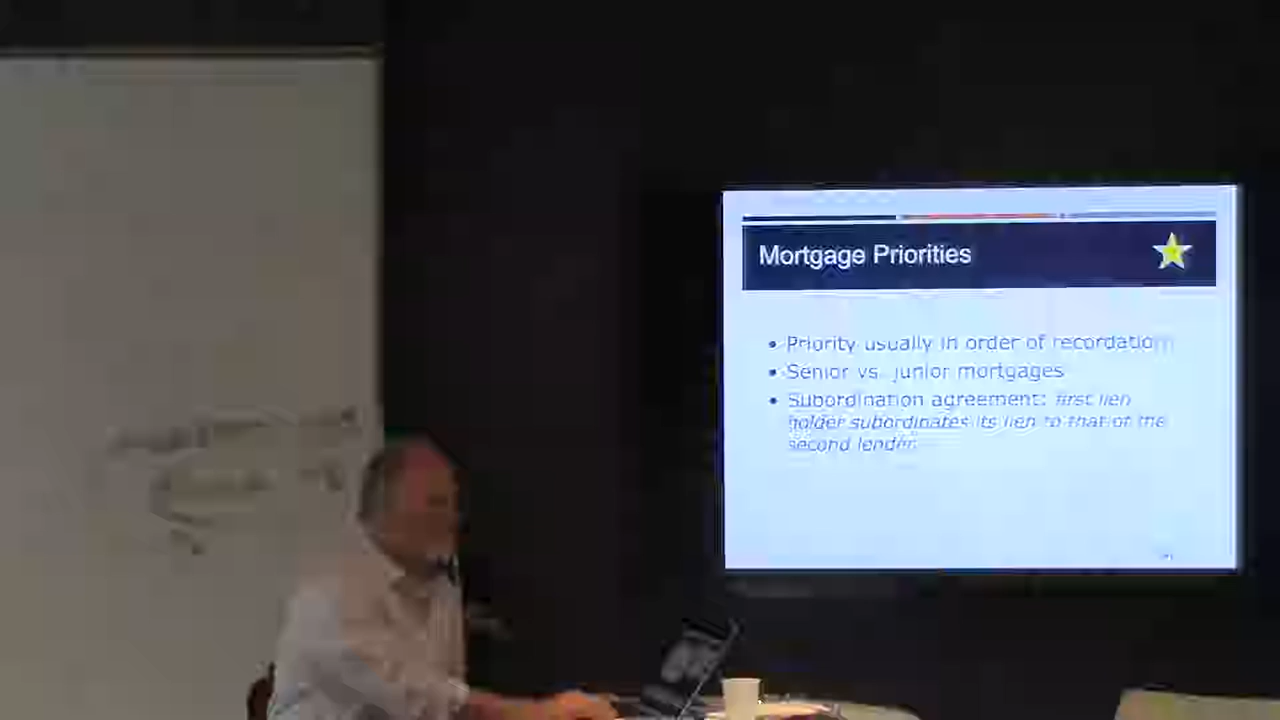 Mortgage Priorities
• Priority usually in order of recordation
• Senior vs. junior mortgages
• Subordination agreement: first lien
holder subordinates its lien to that of the
second lender.